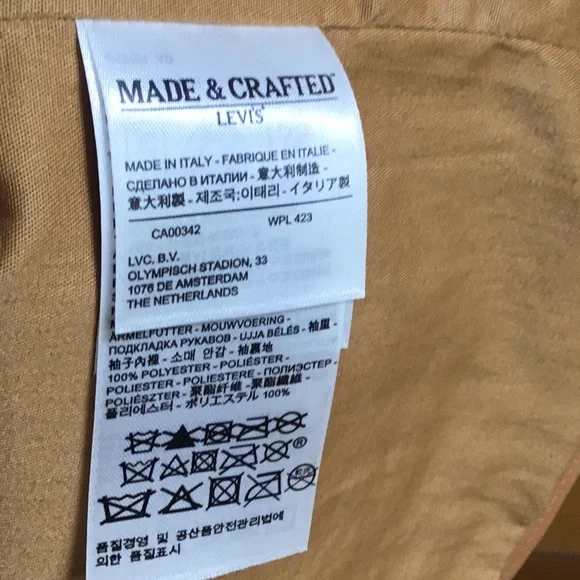 MADE & CRAFTED™
LEVI'S®
MADE IN ITALY - FABRIQUE EN ITALIE -
СДЕЛАНО В ИТАЛИИ - 意大利制造 -
意大利製 - 제조국:이태리 - イタリア製
CA00342 WPL 423
LVC. B.V.
OLYMPISCH STADION, 33
1076 DE AMSTERDAM
THE NETHERLANDS
ÄRMELFUTTER - MOUWVOERING -
ПОДКЛАДКА РУКАВОВ - UJJA BÉLÉS - 袖里 -
袖子內裡 - 소매 안감 - 袖裏地
100% POLYESTER - POLIÉSTER -
POLIESTER - POLIESTERE - ПОЛИЭСТЕР -
POLIÉSZTER - 聚酯纤维 - 聚酯纖維 -
폴리에스터 - ポリエステル 100%
®
품질경영 및 공산품안전관리법에
의한 품질표시